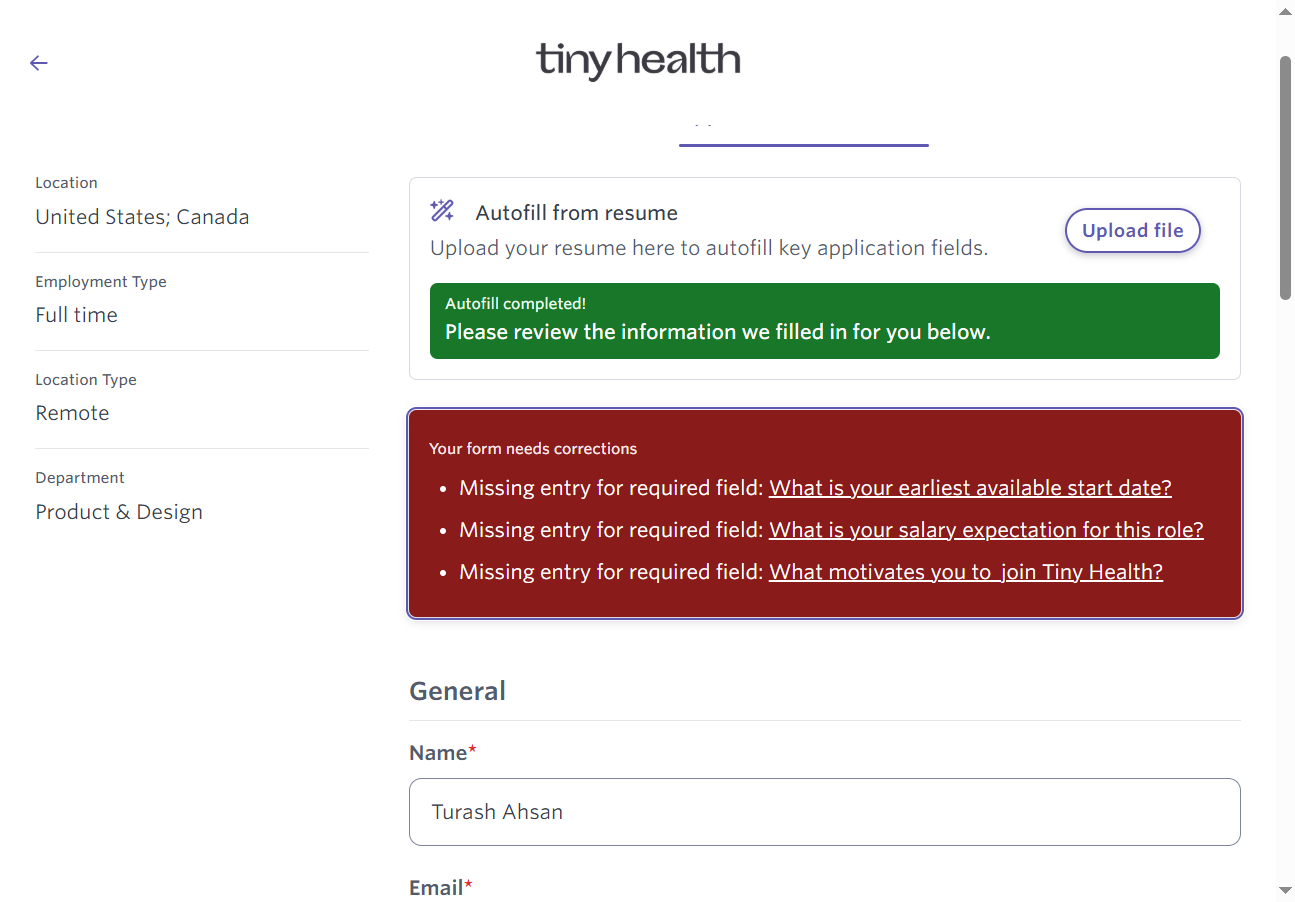 tiny health
Location
United States; Canada
Employment Type
Full time
Location Type
Remote
Department
Product & Design
Autofill from resume
Upload your resume here to autofill key application fields.
Upload file
Autofill completed!
Please review the information we filled in for you below.
Your form needs corrections
• Missing entry for required field: What is your earliest available start date?
• Missing entry for required field: What is your salary expectation for this role?
• Missing entry for required field: What motivates you to join Tiny Health?
General
Name*
Turash Ahsan
Email*